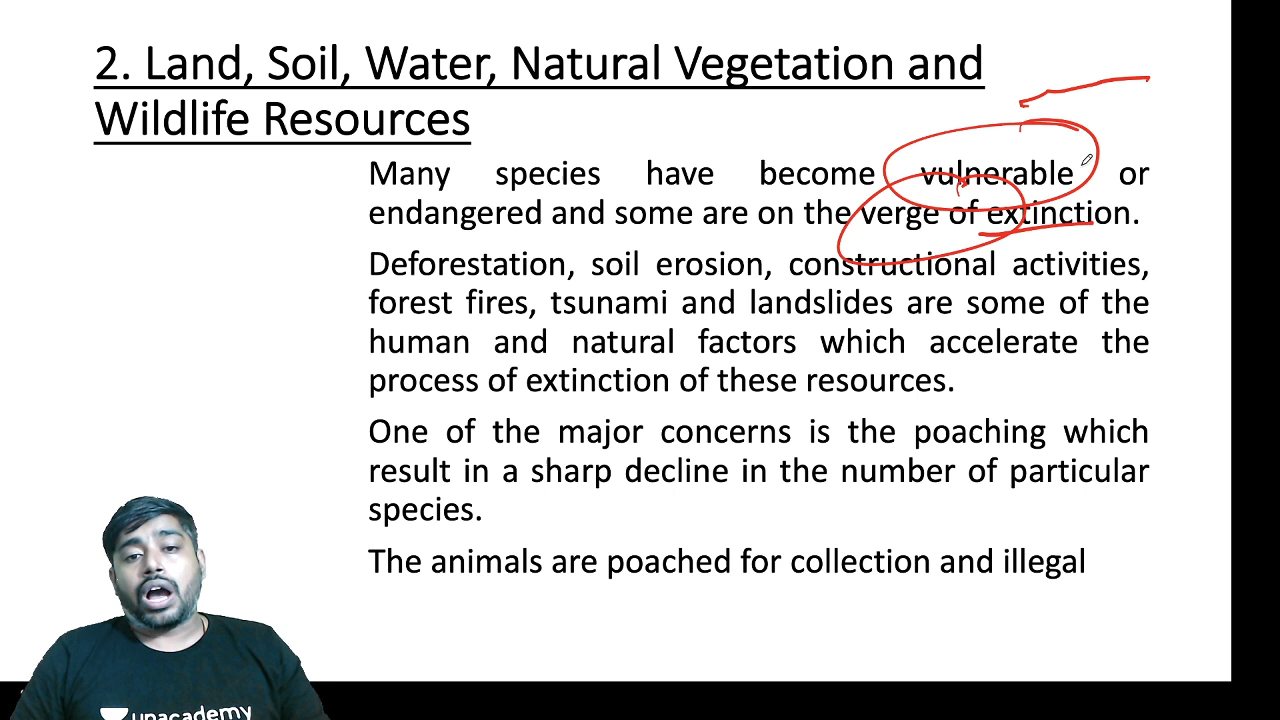 2. Land, Soil, Water, Natural Vegetation and
Wildlife Resources
Many species have become vulnerable or
endangered and some are on the verge of extinction.
Deforestation, soil erosion, constructional activities,
forest fires, tsunami and landslides are some of the
human and natural factors which accelerate the
process of extinction of these resources.
One of the major concerns is the poaching which
result in a sharp decline in the number of particular
species.
The animals are poached for collection and illegal
unacademy